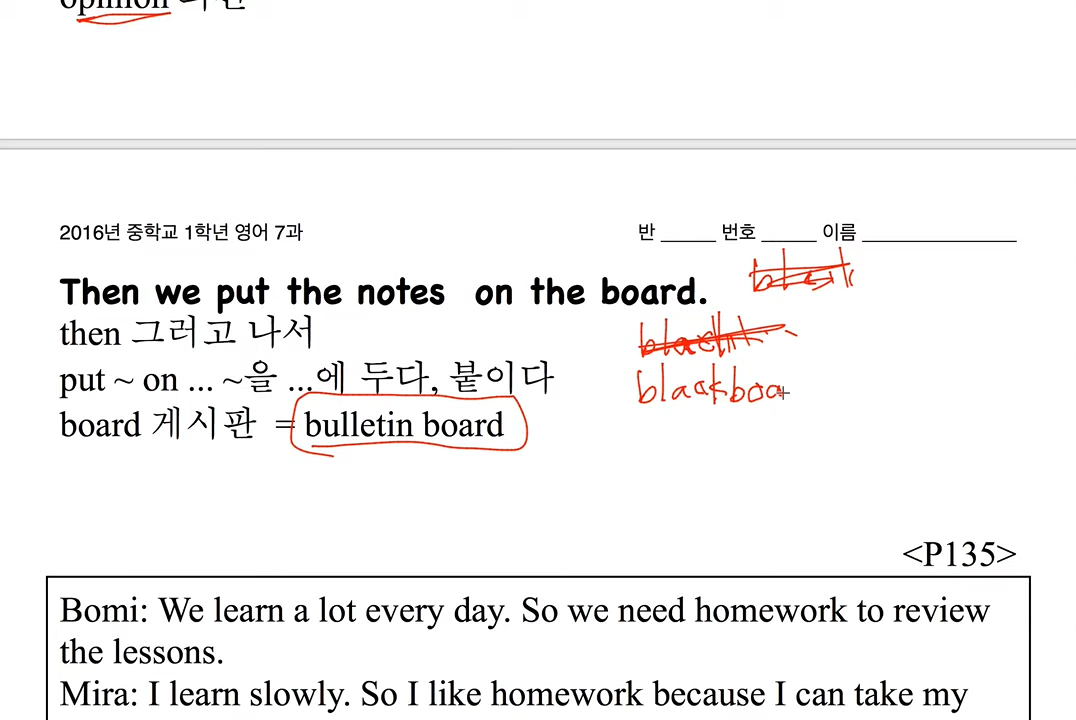 opinion 의견
2016년 중학교 1학년 영어 7과 반 _____ 번호 _____ 이름 ______________
Then we put the notes on the board.
then 그러고 나서
blackboa
put ~ on ... ~을 ...에 두다, 붙이다
board 게시판 = bulletin board
<P135>
Bomi: We learn a lot every day. So we need homework to review
the lessons.
Mira: I learn slowly. So I like homework because I can take my